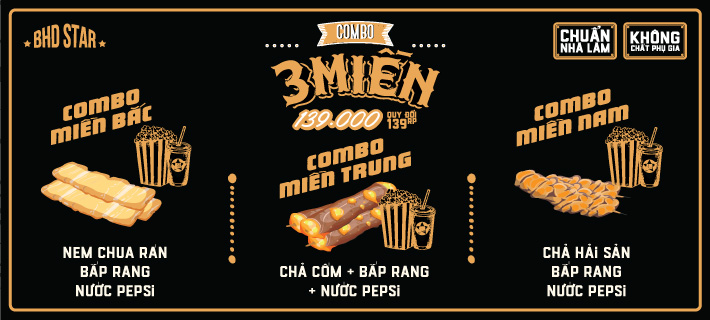 BHD STAR
COMBO
3 MIỀN
139.000
QUY ĐỔI
139 RP
CHUẨN
NHÀ LÀM
KHÔNG
CHẤT PHỤ GIA
COMBO
MIỀN BẮC
NEM CHUA RÁN
BẮP RANG
NƯỚC PEPSI
COMBO
MIỀN TRUNG
CHẢ CỐM + BẮP RANG
+ NƯỚC PEPSI
COMBO
MIỀN NAM
CHẢ HẢI SẢN
BẮP RANG
NƯỚC PEPSI